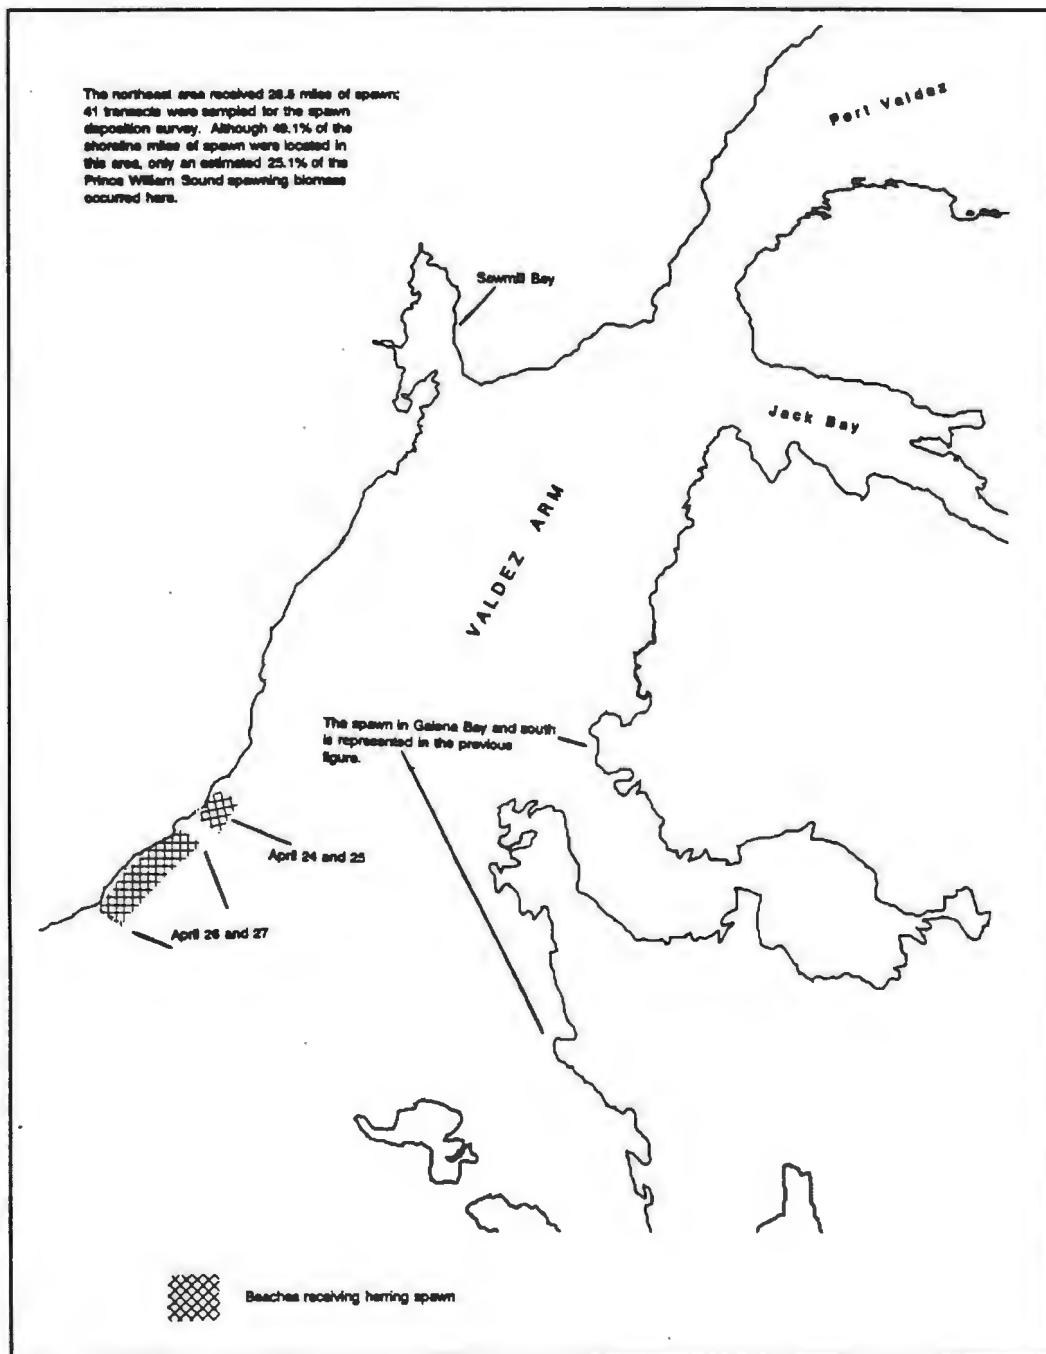 The northeast area received 28.5 miles of spawn;
41 transects were sampled for the spawn
deposition survey. Although 49.1% of the
shoreline miles of spawn were located in
this area, only an estimated 25.1% of the
Prince William Sound spawning biomass
occurred here.
Port Valdez
Sawmill Bay
Jack Bay
VALDEZ ARM
The spawn in Galena Bay and south
is represented in the previous
figure.
April 24 and 25
April 26 and 27
Beaches receiving herring spawn